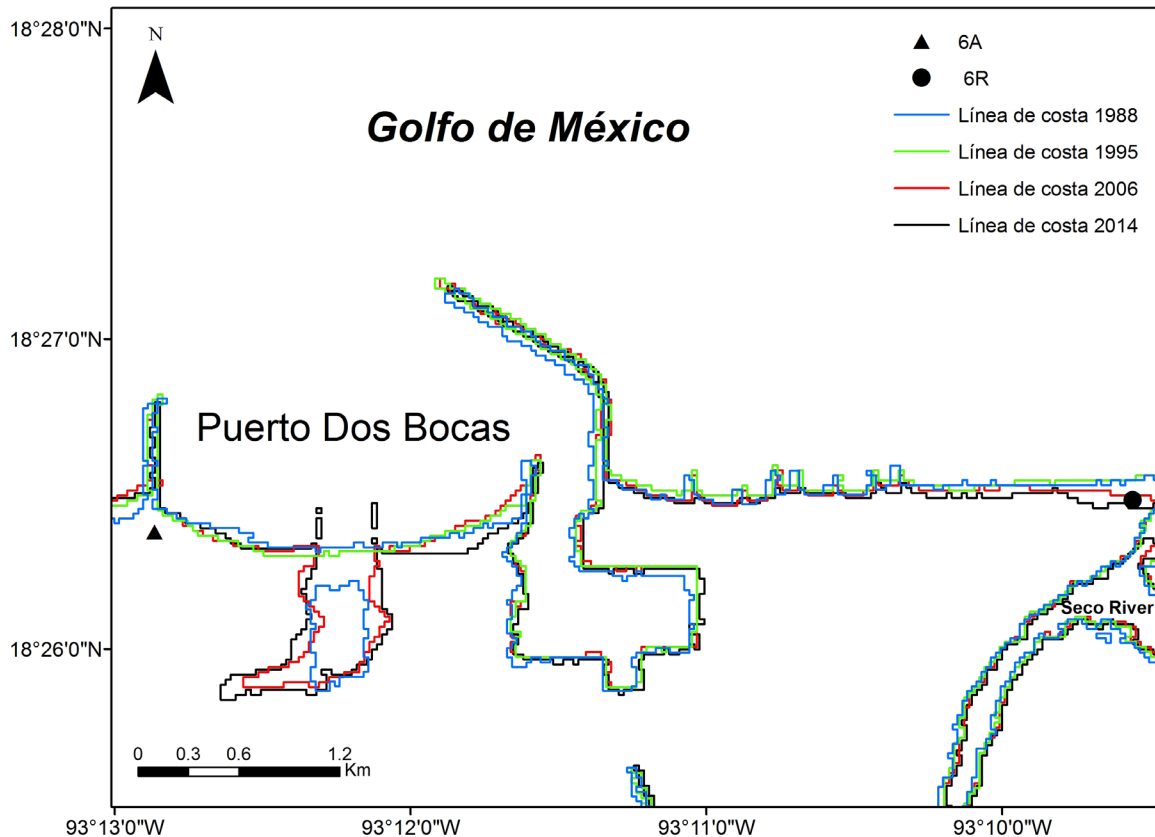 18°28'0"N
N
6A
6R
Golfo de México
Línea de costa 1988
Línea de costa 1995
Línea de costa 2006
Línea de costa 2014
18°27'0"N
Puerto Dos Bocas
Seco River
18°26'0"N
0 0.3 0.6 1.2
Km
93°13'0"W 93°12'0"W 93°11'0"W 93°10'0"W